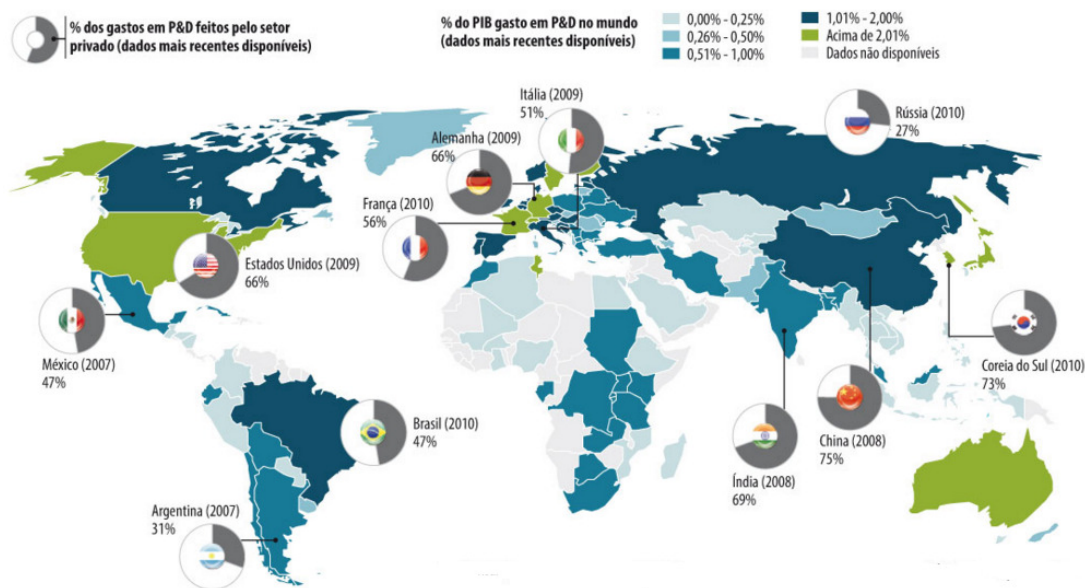 % dos gastos em P&D feitos pelo setor
privado (dados mais recentes disponíveis)
% do PIB gasto em P&D no mundo
(dados mais recentes disponíveis)
0,00% - 0,25%
0,26% - 0,50%
0,51% - 1,00%
1,01% - 2,00%
Acima de 2,01%
Dados não disponíveis
Itália (2009)
51%
Rússia (2010)
27%
Alemanha (2009)
66%
França (2010)
56%
Estados Unidos (2009)
66%
México (2007)
47%
Coreia do Sul (2010)
73%
Brasil (2010)
47%
China (2008)
75%
Índia (2008)
69%
Argentina (2007)
31%